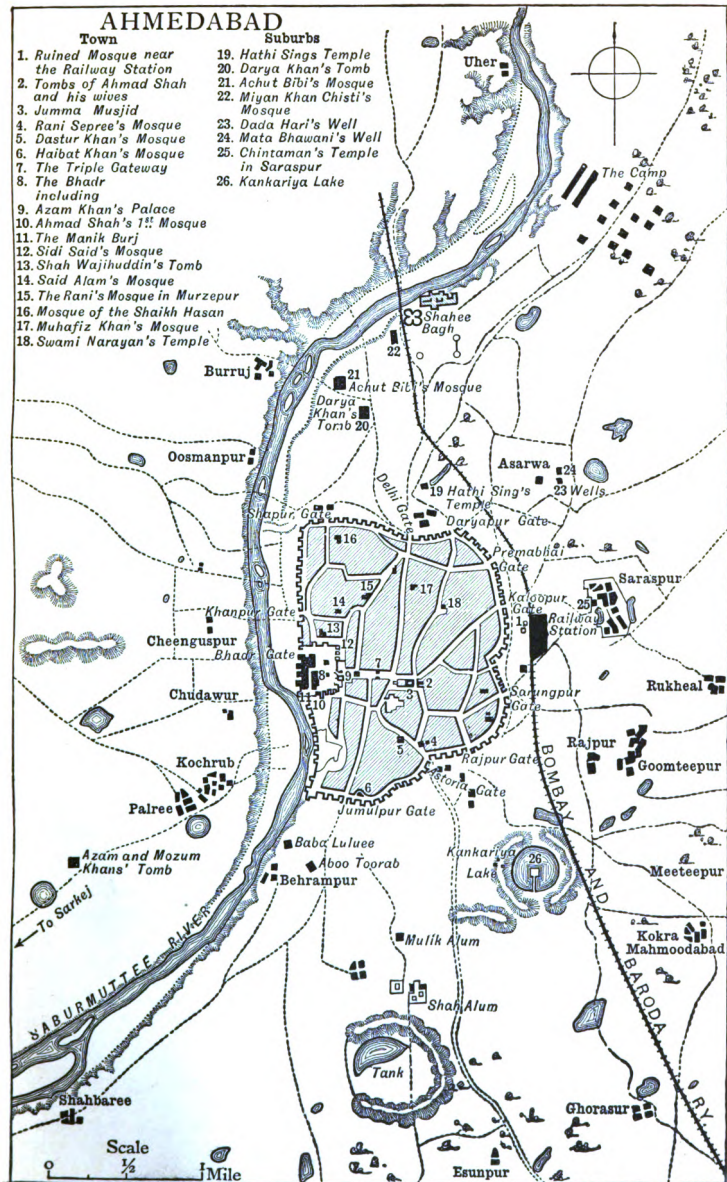 AHMEDABAD
Town
1. Ruined Mosque near
the Railway Station
2. Tombs of Ahmad Shah
and his wives
3. Jumma Musjid
4. Rani Sepree's Mosque
5. Dastur Khan's Mosque
6. Haibat Khan's Mosque
7. The Triple Gateway
8. The Bhadr
including
9. Azam Khan's Palace
10. Ahmad Shah's 1st Mosque
11. The Manik Burj
12. Sidi Said's Mosque
13. Shah Wajihuddin's Tomb
14. Said Alam's Mosque
15. The Rani's Mosque in Murzepur
16. Mosque of the Shaikh Hasan
17. Muhafiz Khan's Mosque
18. Swami Narayan's Temple
Suburbs
19. Hathi Sings Temple
20. Darya Khan's Tomb
21. Achut Bibi's Mosque
22. Miyan Khan Chisti's
Mosque
23. Dada Hari's Well
24. Mata Bhawani's Well
25. Chintaman's Temple
in Saraspur
26. Kankariya Lake
Uher
The Camp
Shahee
Bagh
22
Burruj
21
Achut Bibi's Mosque
Darya
Khan's
Tomb
20
Oosmanpur
Asarwa
24
23 Wells
19 Hathi Sing's
Temple
Delhi Gate
Daryapur Gate
Shapur Gate
16
Premabhai
Gate
Saraspur
25
15
17
14
18
Kaloopur
Gate
1
Railway
Station
Khanpur Gate
13
12
Cheenguspur
Bhadr Gate
8
9
7
2
3
11
10
Sarungpur
Gate
Rukheal
Chudawur
5
4
Rajpur Gate
Rajpur
Goomteepur
Kochrub
Palree
Astoria Gate
6
Jumulpur Gate
Azam and Mozum
Khans' Tomb
Baba Luluee
Aboo Toorab
Behrampur
Kankariya
Lake
26
Meeteepur
To Sarkej
SABURMUTTEE RIVER
Mulik Alum
Kokra
Mahmoodabad
BOMBAY AND BARODA RY.
Shah Alum
Tank
Shahbaree
Ghorasur
Esunpur
Scale
0 1/2 1 Mile